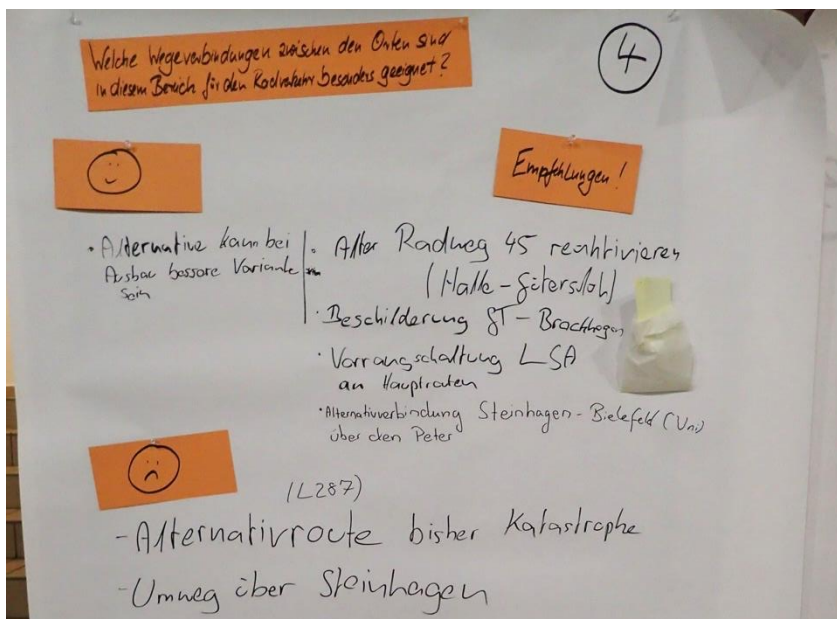 Welche Wegeverbindungen zwischen den Orten sind
in diesem Bereich für den Radverkehr besonders geeignet?
4
Empfehlungen!
• Alternative kann bei
Ausbau bessere Variante
sein
• Alter Radweg 45 reaktivieren
(Halle - Gütersloh)
• Beschilderung GT - Brockhagen
• Vorrangschaltung LSA
an Hauptrouten
• Alternativverbindung Steinhagen - Bielefeld (Uni)
über den Peter
(L287)
- Alternativroute bisher Katastrophe
- Umweg über Steinhagen